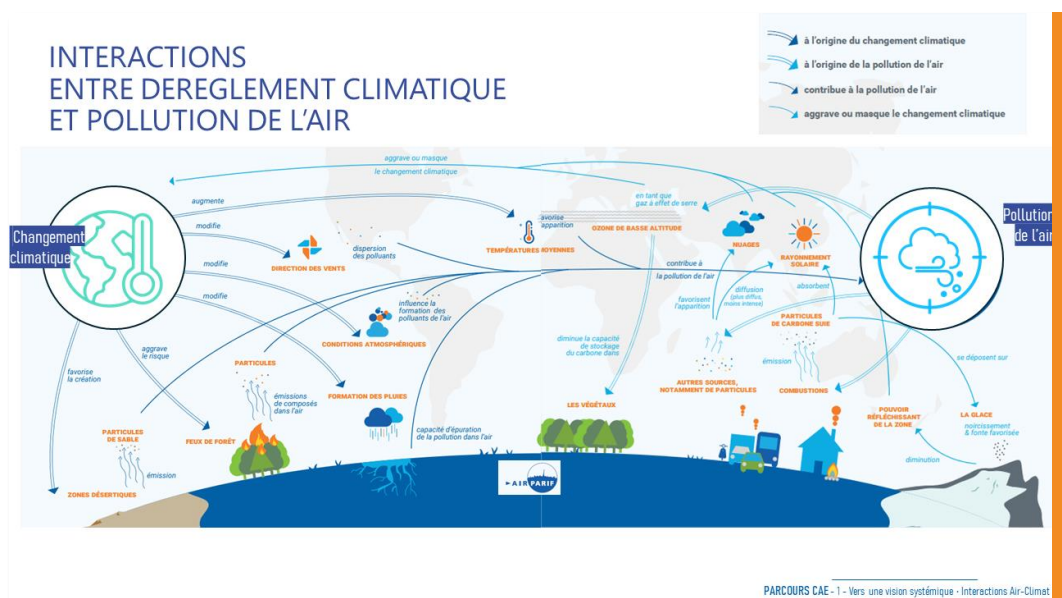 INTERACTIONS
ENTRE DEREGLEMENT CLIMATIQUE
ET POLLUTION DE L'AIR
à l'origine du changement climatique
à l'origine de la pollution de l'air
contribue à la pollution de l'air
aggrave ou masque le changement climatique
aggrave ou masque
le changement climatique
Changement
climatique
Pollution
de l'air
augmente
modifie
modifie
modifie
aggrave
le risque
favorise
la création
DIRECTION DES VENTS
dispersion
des polluants
TEMPÉRATURES MOYENNES
favorise
apparition
en tant que
gaz à effet de serre
OZONE DE BASSE ALTITUDE
NUAGES
RAYONNEMENT
SOLAIRE
contribue à
la pollution de l'air
influence la
formation des
polluants de l'air
CONDITIONS ATMOSPHÉRIQUES
favorisent
l'apparition
diffusion
(plus diffus,
moins intense)
absorbent
PARTICULES
DE CARBONE SUIE
diminue la capacité
de stockage
du carbone dans
se déposent sur
PARTICULES
émissions
de composés
dans l'air
FORMATION DES PLUIES
émission
AUTRES SOURCES,
NOTAMMENT DE PARTICULES
COMBUSTIONS
LES VÉGÉTAUX
POUVOIR
RÉFLÉCHISSANT
DE LA ZONE
LA GLACE
noircissement
& fonte favorisée
diminution
PARTICULES
DE SABLE
FEUX DE FORÊT
capacité d'épuration
de la pollution dans l'air
émission
ZONES DÉSERTIQUES
AIRPARIF
PARCOURS CAE - 1 - Vers une vision systémique · Interactions Air-Climat